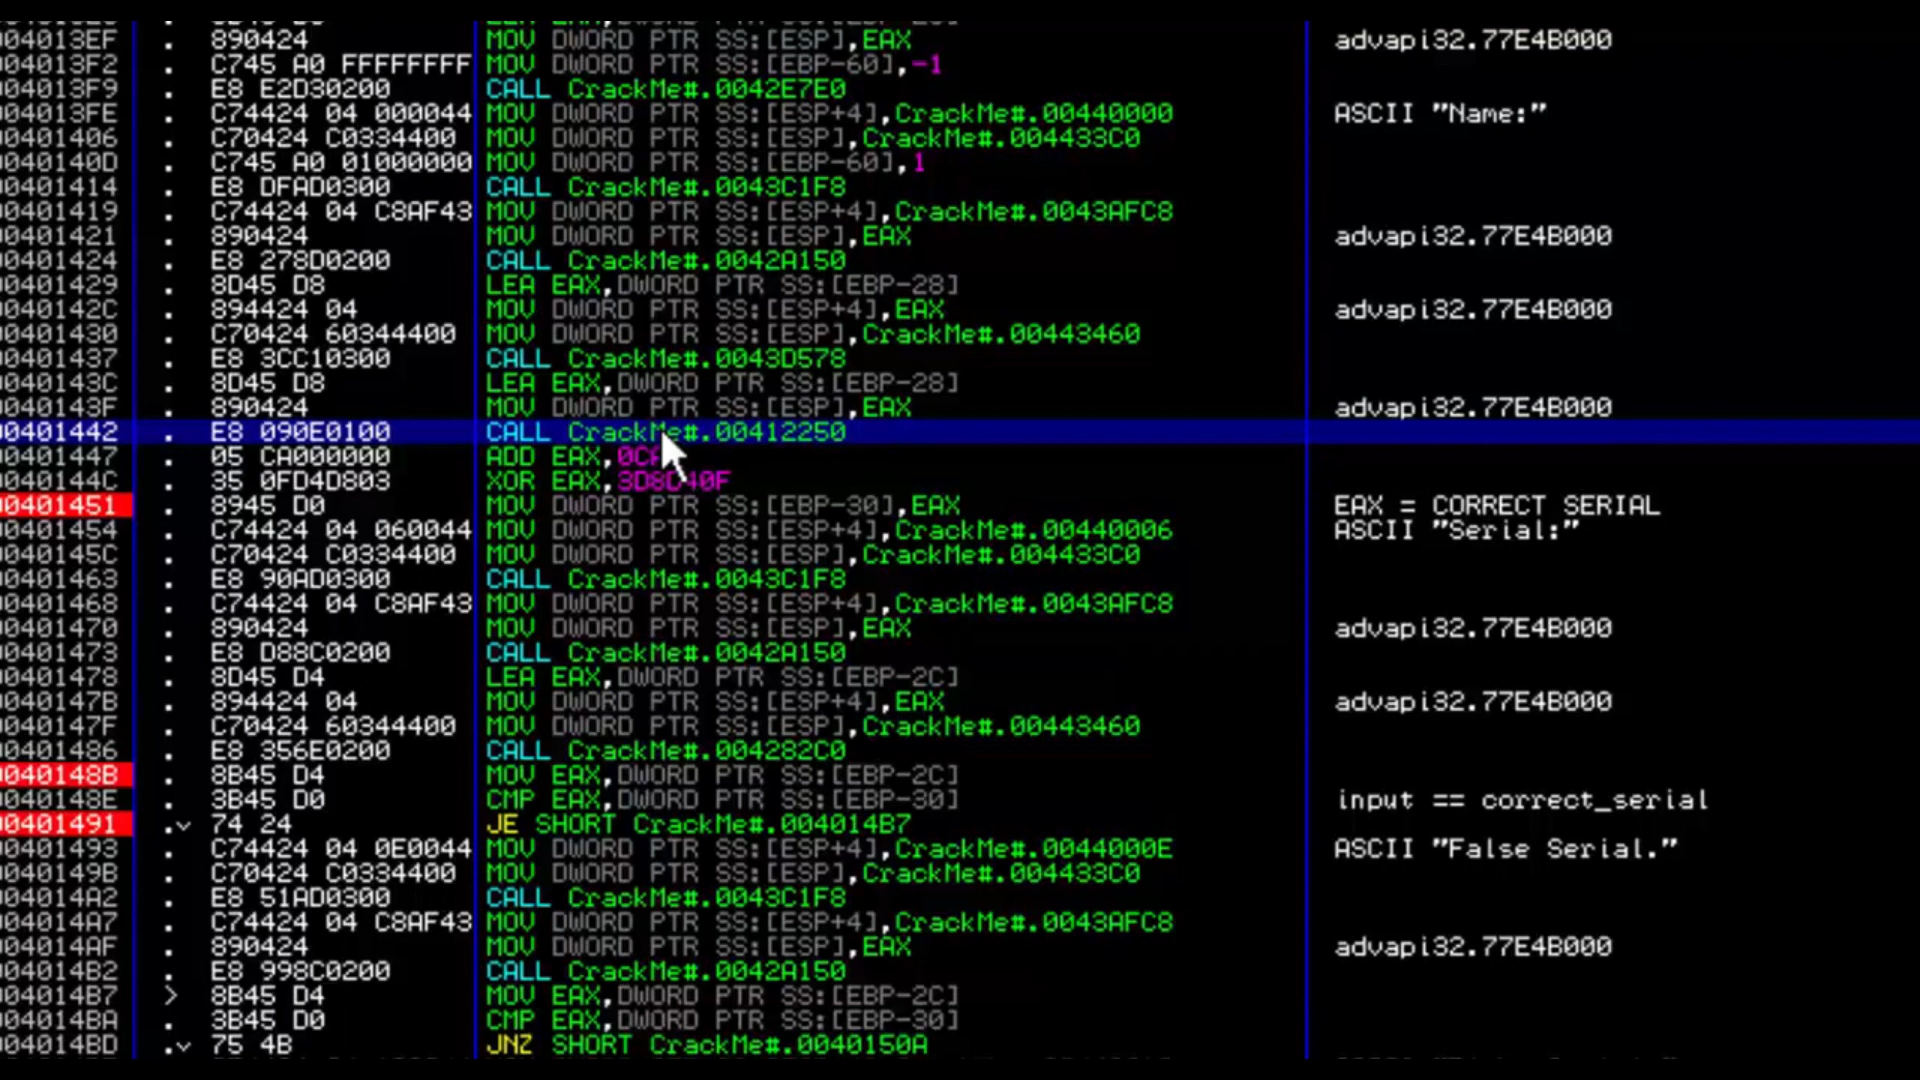 004013EF . 890424 MOV DWORD PTR SS:[ESP],EAX advapi32.77E4B000
004013F2 . C745 A0 FFFFFFFF MOV DWORD PTR SS:[EBP-60],-1
004013F9 . E8 E2D30200 CALL CrackMe#.0042E7E0
004013FE . C74424 04 000044 MOV DWORD PTR SS:[ESP+4],CrackMe#.00440000 ASCII "Name:"
00401406 . C70424 C0334400 MOV DWORD PTR SS:[ESP],CrackMe#.004433C0
0040140D . C745 A0 01000000 MOV DWORD PTR SS:[EBP-60],1
00401414 . E8 DFAD0300 CALL CrackMe#.0043C1F8
00401419 . C74424 04 C8AF43 MOV DWORD PTR SS:[ESP+4],CrackMe#.0043AFC8
00401421 . 890424 MOV DWORD PTR SS:[ESP],EAX advapi32.77E4B000
00401424 . E8 278D0200 CALL CrackMe#.0042A150
00401429 . 8D45 D8 LEA EAX,DWORD PTR SS:[EBP-28]
0040142C . 894424 04 MOV DWORD PTR SS:[ESP+4],EAX advapi32.77E4B000
00401430 . C70424 60344400 MOV DWORD PTR SS:[ESP],CrackMe#.00443460
00401437 . E8 3CC10300 CALL CrackMe#.0043D578
0040143C . 8D45 D8 LEA EAX,DWORD PTR SS:[EBP-28]
0040143F . 890424 MOV DWORD PTR SS:[ESP],EAX advapi32.77E4B000
00401442 . E8 090E0100 CALL CrackMe#.00412250
00401447 . 05 CA000000 ADD EAX,0CA
0040144C . 35 0FD4D803 XOR EAX,3D8D40F
00401451 . 8945 D0 MOV DWORD PTR SS:[EBP-30],EAX EAX = CORRECT SERIAL
00401454 . C74424 04 060044 MOV DWORD PTR SS:[ESP+4],CrackMe#.00440006 ASCII "Serial:"
0040145C . C70424 C0334400 MOV DWORD PTR SS:[ESP],CrackMe#.004433C0
00401463 . E8 90AD0300 CALL CrackMe#.0043C1F8
00401468 . C74424 04 C8AF43 MOV DWORD PTR SS:[ESP+4],CrackMe#.0043AFC8
00401470 . 890424 MOV DWORD PTR SS:[ESP],EAX advapi32.77E4B000
00401473 . E8 D88C0200 CALL CrackMe#.0042A150
00401478 . 8D45 D4 LEA EAX,DWORD PTR SS:[EBP-2C]
0040147B . 894424 04 MOV DWORD PTR SS:[ESP+4],EAX advapi32.77E4B000
0040147F . C70424 60344400 MOV DWORD PTR SS:[ESP],CrackMe#.00443460
00401486 . E8 356E0200 CALL CrackMe#.004282C0
0040148B . 8B45 D4 MOV EAX,DWORD PTR SS:[EBP-2C]
0040148E . 3B45 D0 CMP EAX,DWORD PTR SS:[EBP-30] input == correct_serial
00401491 .v 74 24 JE SHORT CrackMe#.004014B7
00401493 . C74424 04 0E0044 MOV DWORD PTR SS:[ESP+4],CrackMe#.0044000E ASCII "False Serial."
0040149B . C70424 C0334400 MOV DWORD PTR SS:[ESP],CrackMe#.004433C0
004014A2 . E8 51AD0300 CALL CrackMe#.0043C1F8
004014A7 . C74424 04 C8AF43 MOV DWORD PTR SS:[ESP+4],CrackMe#.0043AFC8
004014AF . 890424 MOV DWORD PTR SS:[ESP],EAX advapi32.77E4B000
004014B2 . E8 998C0200 CALL CrackMe#.0042A150
004014B7 > 8B45 D4 MOV EAX,DWORD PTR SS:[EBP-2C]
004014BA . 3B45 D0 CMP EAX,DWORD PTR SS:[EBP-30]
004014BD .v 75 4B JNZ SHORT CrackMe#.0040150A